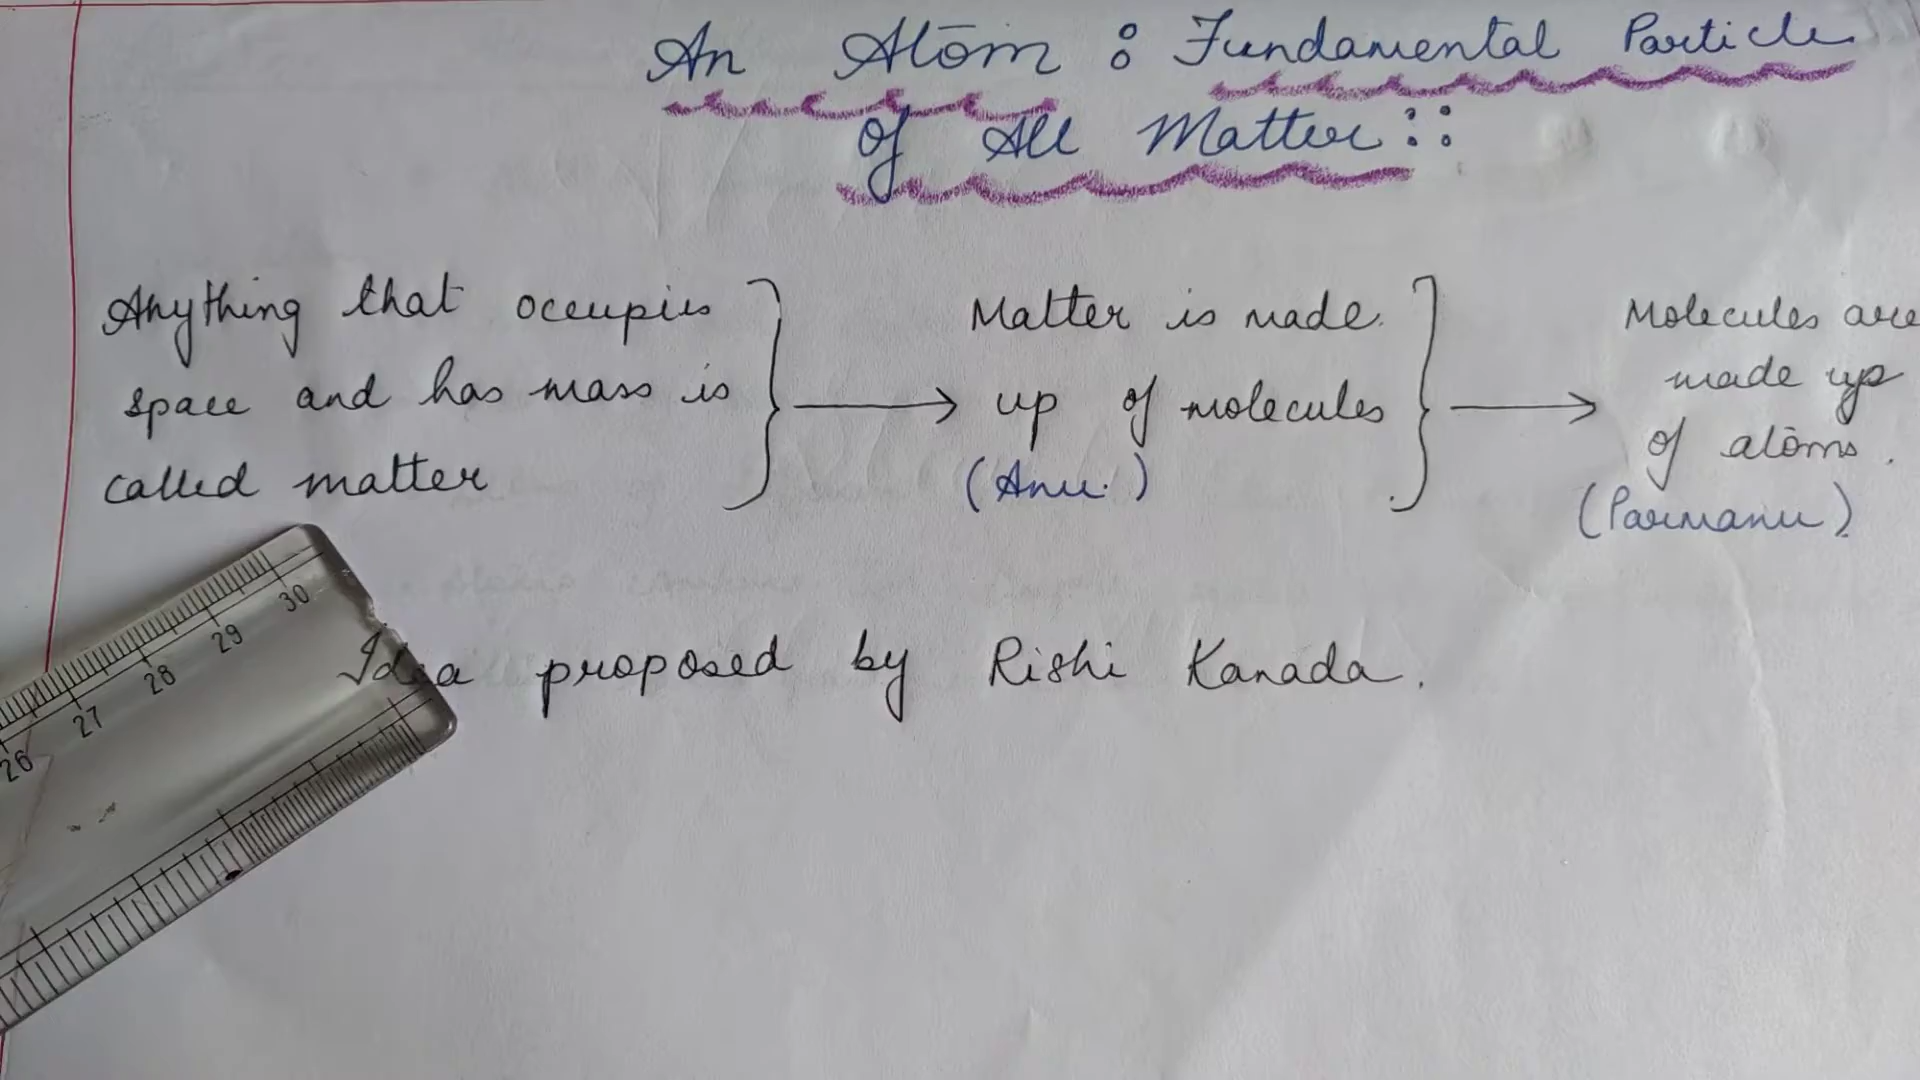 An Atom : Fundamental Particle
of All Matter ::
Anything that occupies
space and has mass is
called matter
Matter is made
up of molecules
(Anu.)
Molecules are
made up
of atoms.
(Parmanu)
Idea proposed by Rishi Kanada.
30
29
28
27
26